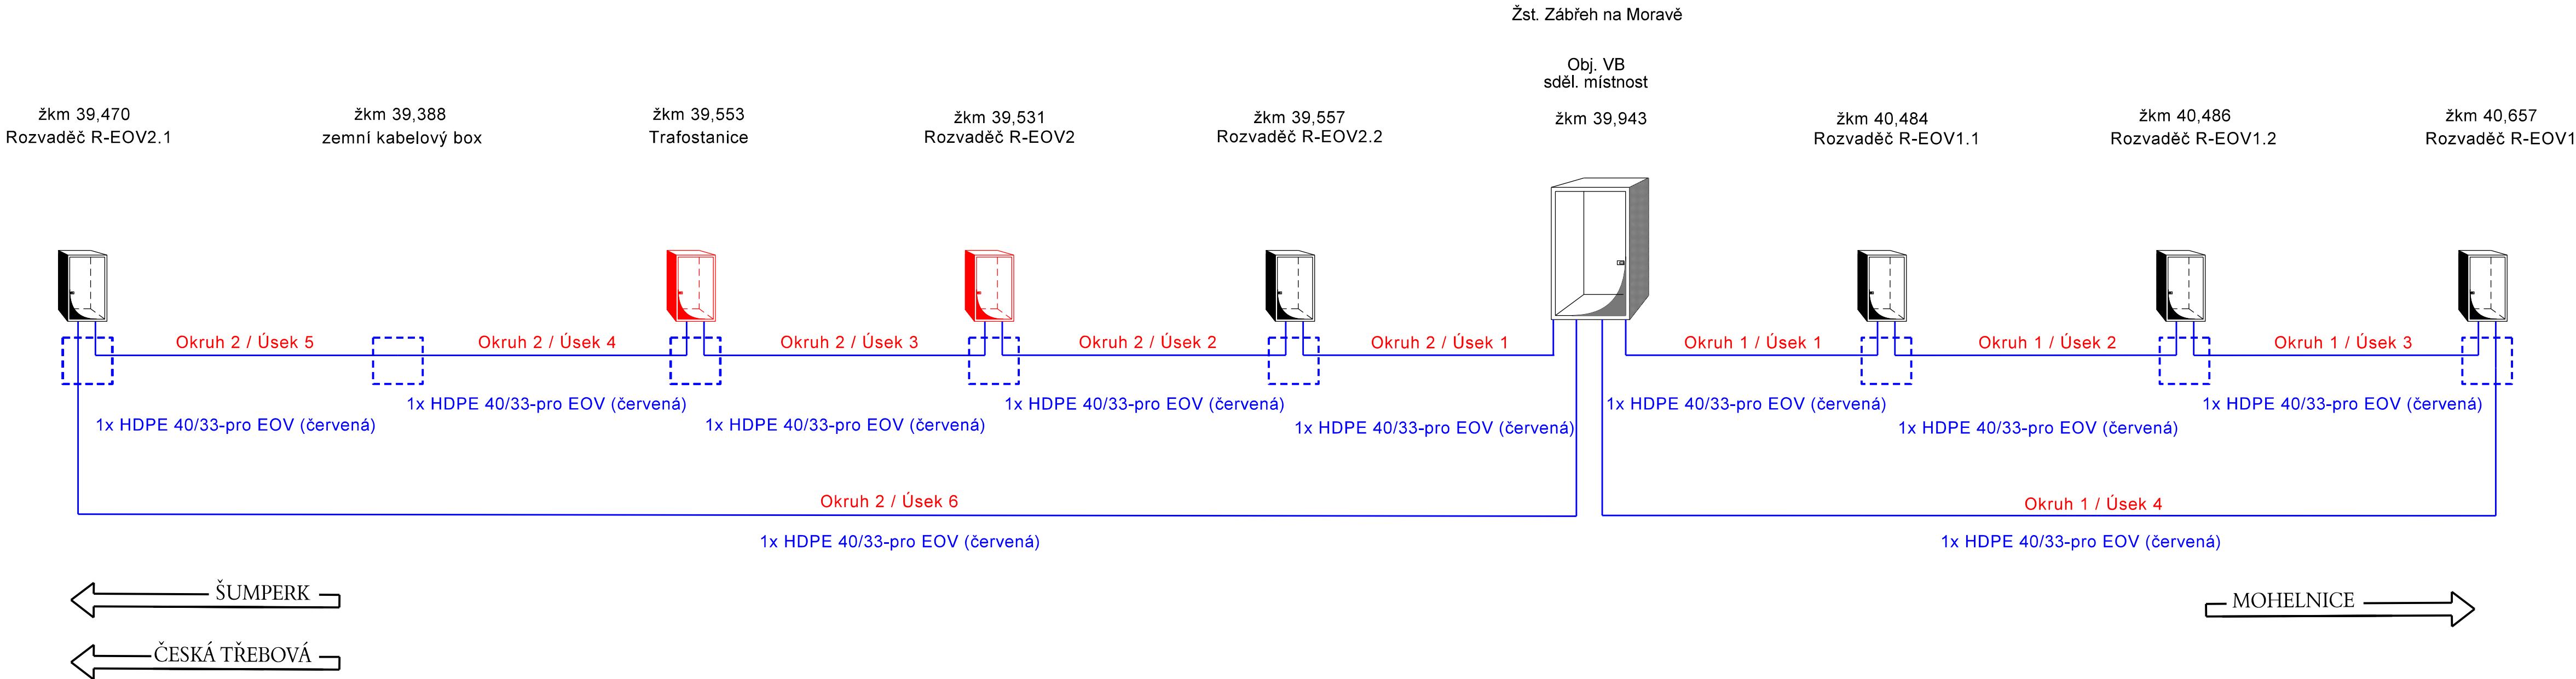 Žst. Zábřeh na Moravě
Obj. VB
sděl. místnost
žkm 39,470
Rozvaděč R-EOV2.1
žkm 39,388
zemní kabelový box
žkm 39,553
Trafostanice
žkm 39,531
Rozvaděč R-EOV2
žkm 39,557
Rozvaděč R-EOV2.2
žkm 39,943
žkm 40,484
Rozvaděč R-EOV1.1
žkm 40,486
Rozvaděč R-EOV1.2
žkm 40,657
Rozvaděč R-EOV1
Okruh 2 / Úsek 5
Okruh 2 / Úsek 4
Okruh 2 / Úsek 3
Okruh 2 / Úsek 2
Okruh 2 / Úsek 1
Okruh 1 / Úsek 1
Okruh 1 / Úsek 2
Okruh 1 / Úsek 3
1x HDPE 40/33-pro EOV (červená)
1x HDPE 40/33-pro EOV (červená)
1x HDPE 40/33-pro EOV (červená)
1x HDPE 40/33-pro EOV (červená)
1x HDPE 40/33-pro EOV (červená)
1x HDPE 40/33-pro EOV (červená)
1x HDPE 40/33-pro EOV (červená)
1x HDPE 40/33-pro EOV (červená)
Okruh 2 / Úsek 6
Okruh 1 / Úsek 4
1x HDPE 40/33-pro EOV (červená)
1x HDPE 40/33-pro EOV (červená)
ŠUMPERK
MOHELNICE
ČESKÁ TŘEBOVÁ